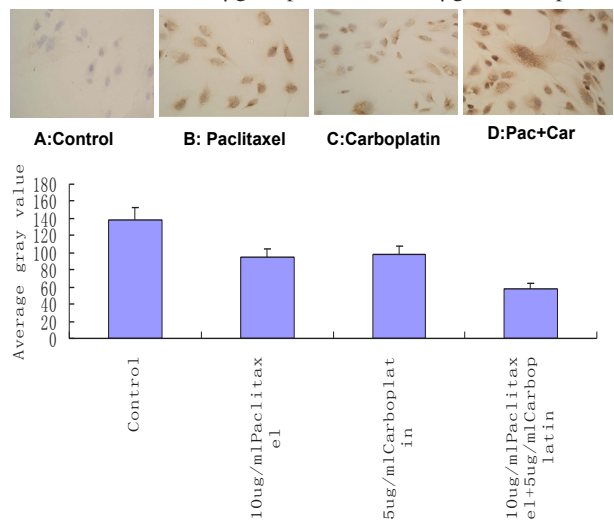 A:Control
B: Paclitaxel
C:Carboplatin
D:Pac+Car
Average gray value
180
160
140
120
100
80
60
40
20
0
Control
10ug/mlPaclitax
el
5ug/mlCarboplat
in
10ug/mlPaclitax
el+5ug/mlCarbop
latin